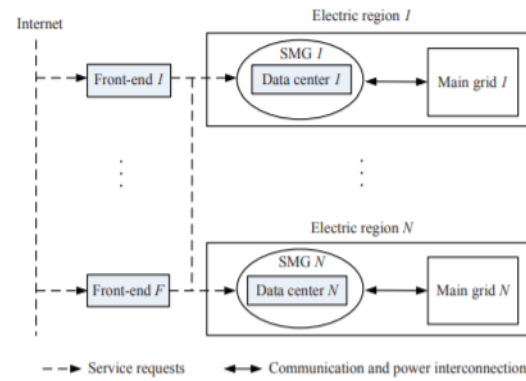 Internet
Electric region I
SMG I
Front-end I
Data center I
Main grid I
Electric region N
SMG N
Front-end F
Data center N
Main grid N
Service requests
Communication and power interconnection